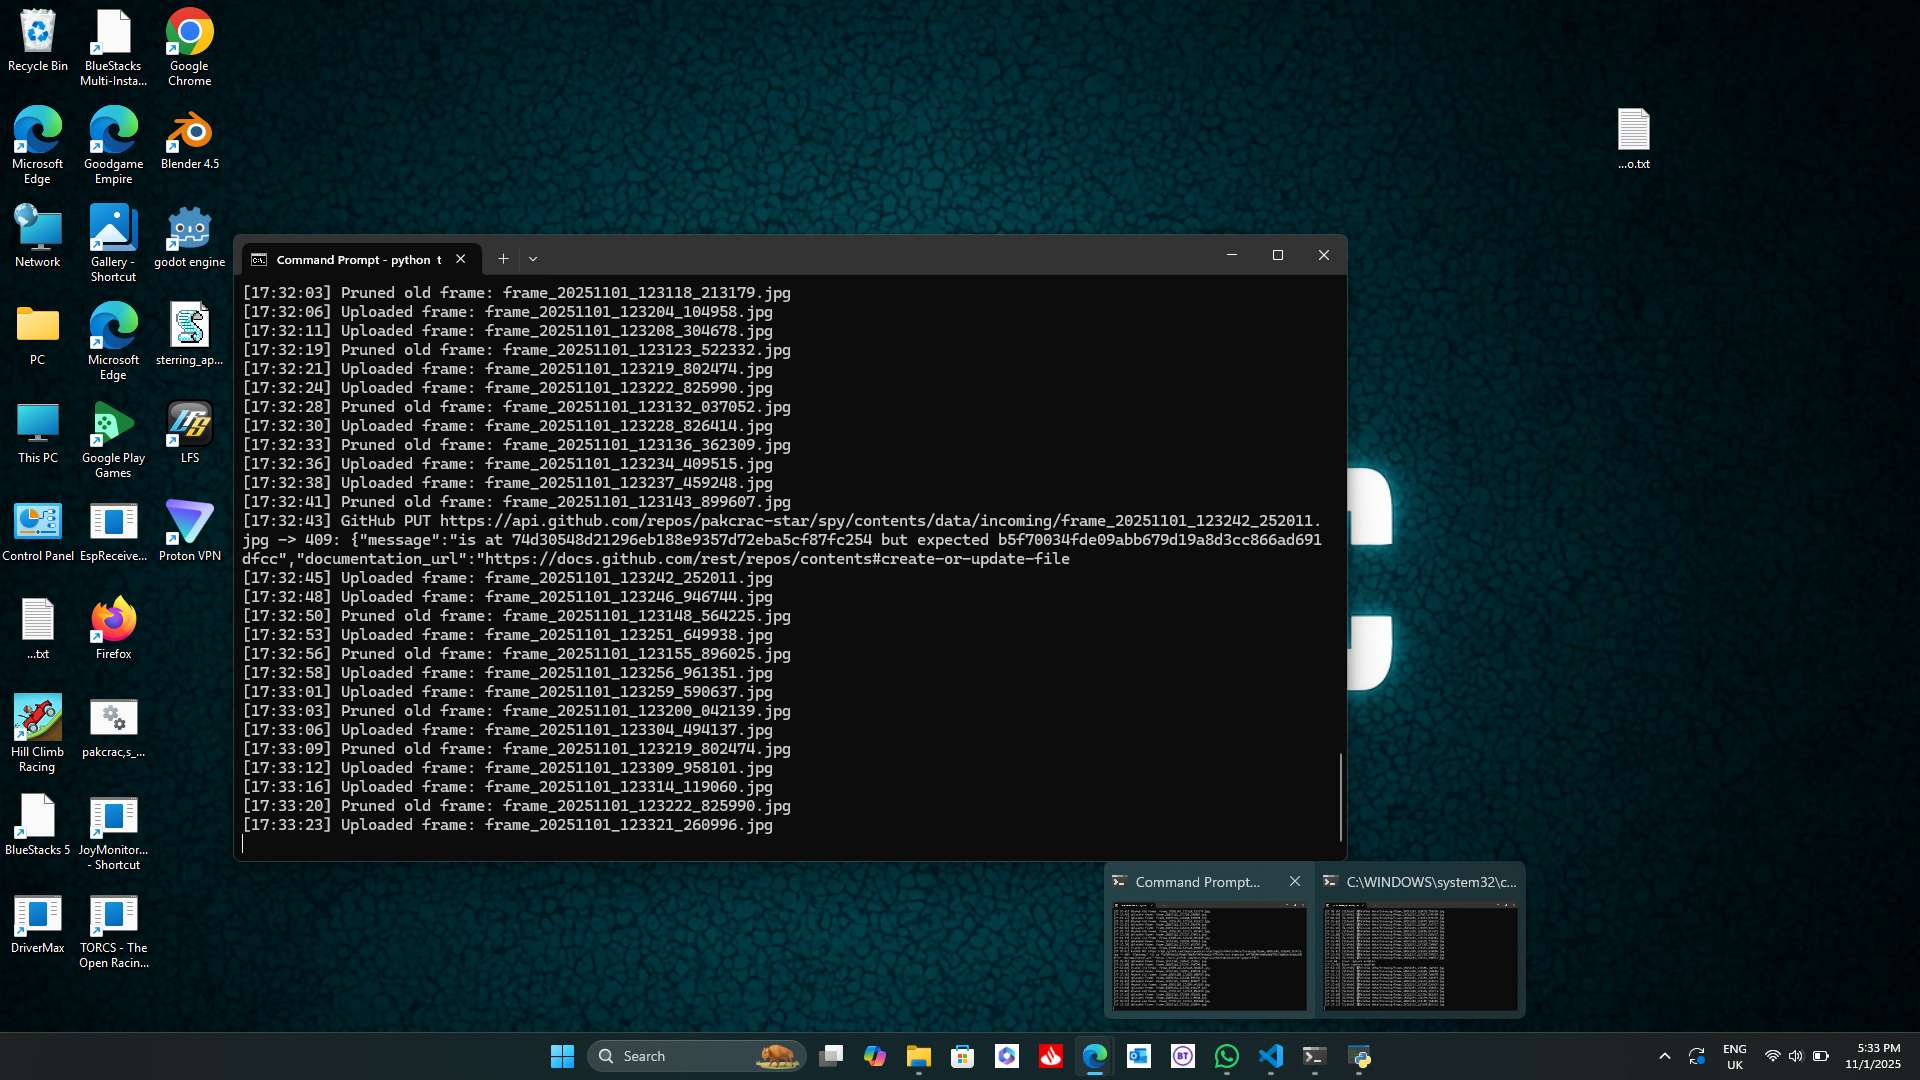 Recycle Bin
BlueStacks
Multi-Insta...
Google
Chrome
Microsoft
Edge
Goodgame
Empire
Blender 4.5
Network
Gallery -
Shortcut
godot engine
PC
Microsoft
Edge
sterring_ap...
This PC
Google Play
Games
LFS
Control Panel
EspReceive...
Proton VPN
...txt
Firefox
Hill Climb
Racing
pakcrac,s_...
BlueStacks 5
JoyMonitor...
- Shortcut
DriverMax
TORCS - The
Open Racin...
...o.txt
Command Prompt - python t
[17:32:03] Pruned old frame: frame_20251101_123118_213179.jpg
[17:32:06] Uploaded frame: frame_20251101_123204_104958.jpg
[17:32:11] Uploaded frame: frame_20251101_123208_304678.jpg
[17:32:19] Pruned old frame: frame_20251101_123123_522332.jpg
[17:32:21] Uploaded frame: frame_20251101_123219_802474.jpg
[17:32:24] Uploaded frame: frame_20251101_123222_825990.jpg
[17:32:28] Pruned old frame: frame_20251101_123132_037052.jpg
[17:32:30] Uploaded frame: frame_20251101_123228_826414.jpg
[17:32:33] Pruned old frame: frame_20251101_123136_362309.jpg
[17:32:36] Uploaded frame: frame_20251101_123234_409515.jpg
[17:32:38] Uploaded frame: frame_20251101_123237_459248.jpg
[17:32:41] Pruned old frame: frame_20251101_123143_899607.jpg
[17:32:43] GitHub PUT https://api.github.com/repos/pakcrac-star/spy/contents/data/incoming/frame_20251101_123242_252011.
jpg -> 409: {"message":"is at 74d30548d21296eb188e9357d72eba5cf87fc254 but expected b5f70034fde09abb679d19a8d3cc866ad691
dfcc","documentation_url":"https://docs.github.com/rest/repos/contents#create-or-update-file
[17:32:45] Uploaded frame: frame_20251101_123242_252011.jpg
[17:32:48] Uploaded frame: frame_20251101_123246_946744.jpg
[17:32:50] Pruned old frame: frame_20251101_123148_564225.jpg
[17:32:53] Uploaded frame: frame_20251101_123251_649938.jpg
[17:32:56] Pruned old frame: frame_20251101_123155_896025.jpg
[17:32:58] Uploaded frame: frame_20251101_123256_961351.jpg
[17:33:01] Uploaded frame: frame_20251101_123259_590637.jpg
[17:33:03] Pruned old frame: frame_20251101_123200_042139.jpg
[17:33:06] Uploaded frame: frame_20251101_123304_494137.jpg
[17:33:09] Pruned old frame: frame_20251101_123219_802474.jpg
[17:33:12] Uploaded frame: frame_20251101_123309_958101.jpg
[17:33:16] Uploaded frame: frame_20251101_123314_119060.jpg
[17:33:20] Pruned old frame: frame_20251101_123222_825990.jpg
[17:33:23] Uploaded frame: frame_20251101_123321_260996.jpg
Command Prompt...
C:\WINDOWS\system32\c...
Search
BT
ENG
UK
5:33 PM
11/1/2025